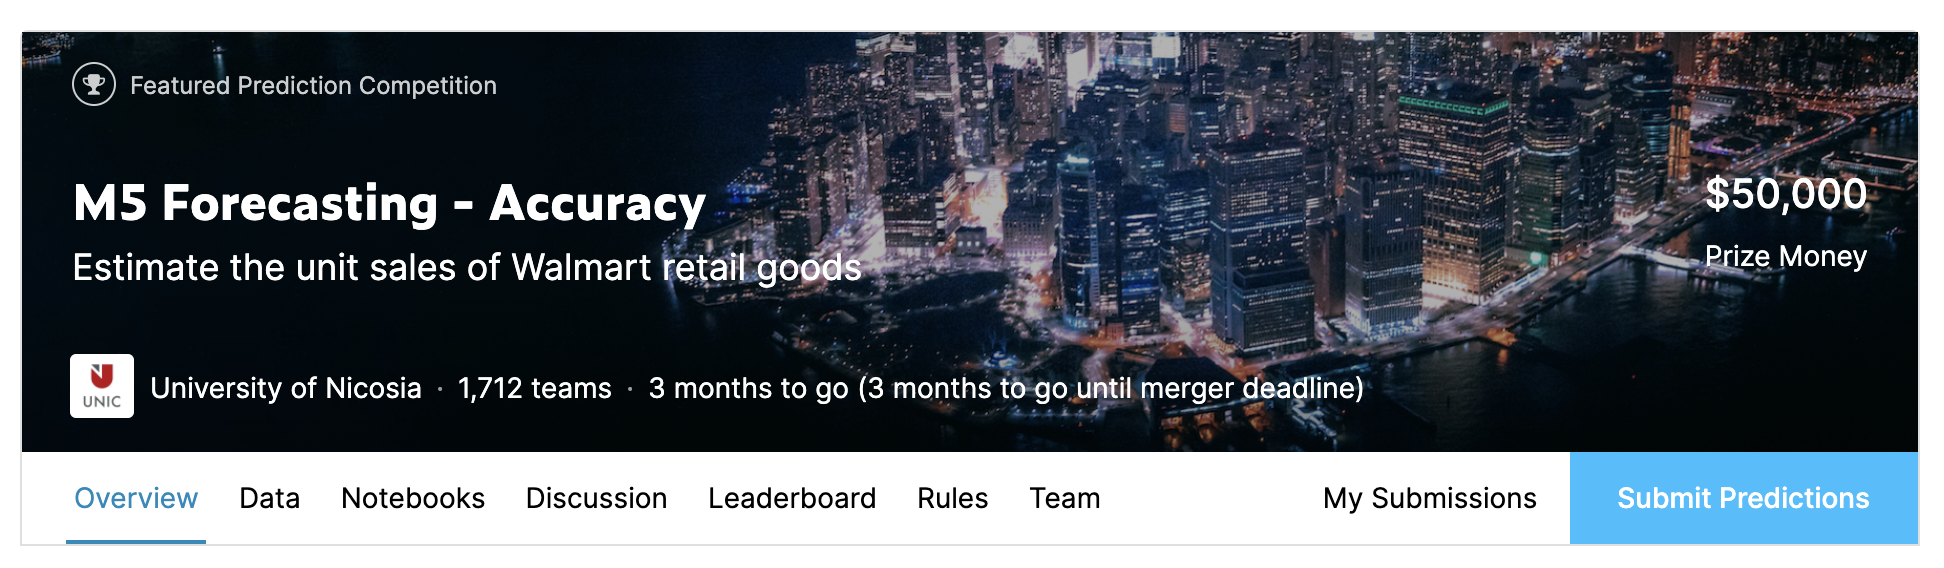 Featured Prediction Competition
M5 Forecasting - Accuracy
Estimate the unit sales of Walmart retail goods
$50,000
Prize Money
UNIC
University of Nicosia · 1,712 teams · 3 months to go (3 months to go until merger deadline)
Overview Data Notebooks Discussion Leaderboard Rules Team My Submissions Submit Predictions